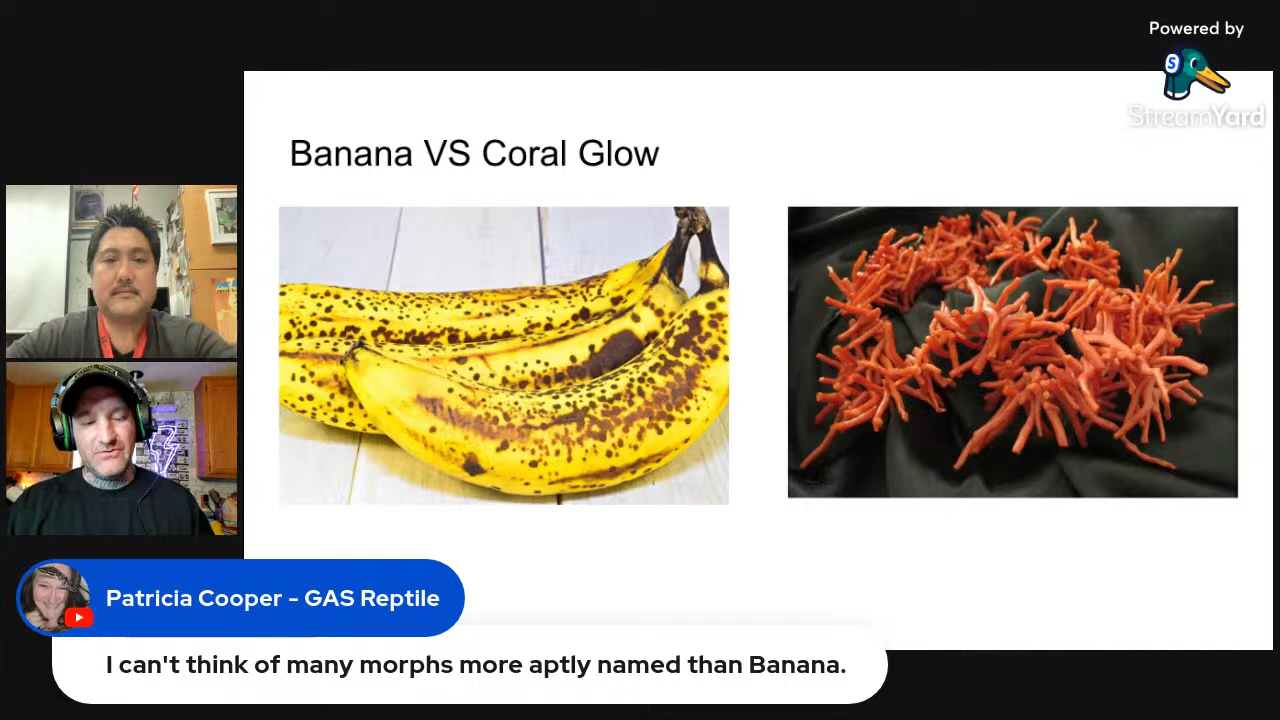 Powered by
StreamYard
Banana VS Coral Glow
Patricia Cooper - GAS Reptile
I can't think of many morphs more aptly named than Banana.